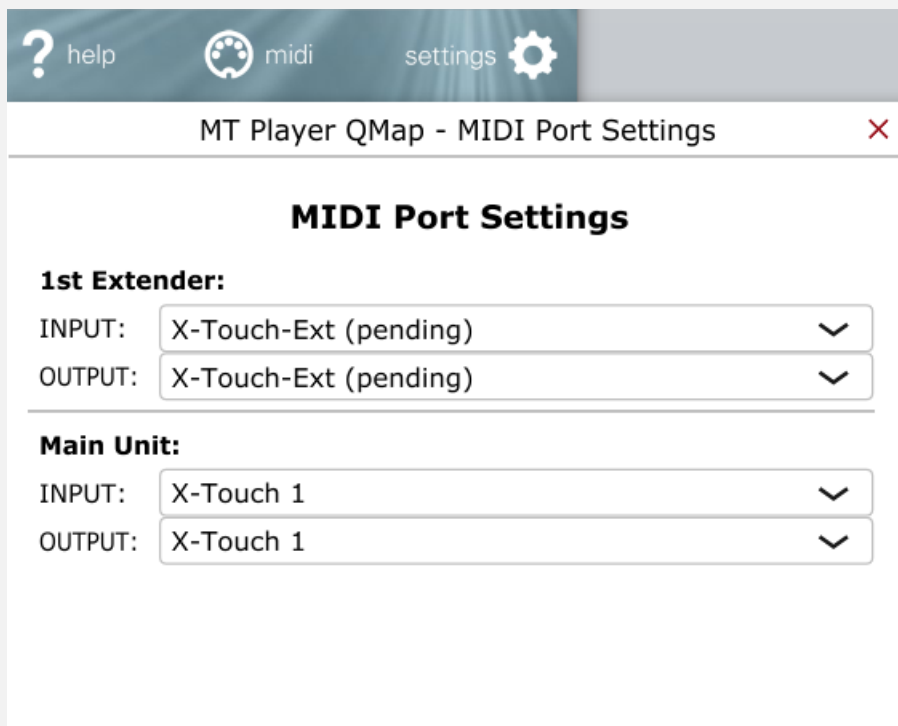 ? help midi settings
MT Player QMap - MIDI Port Settings
MIDI Port Settings
1st Extender:
INPUT: X-Touch-Ext (pending)
OUTPUT: X-Touch-Ext (pending)
Main Unit:
INPUT: X-Touch 1
OUTPUT: X-Touch 1